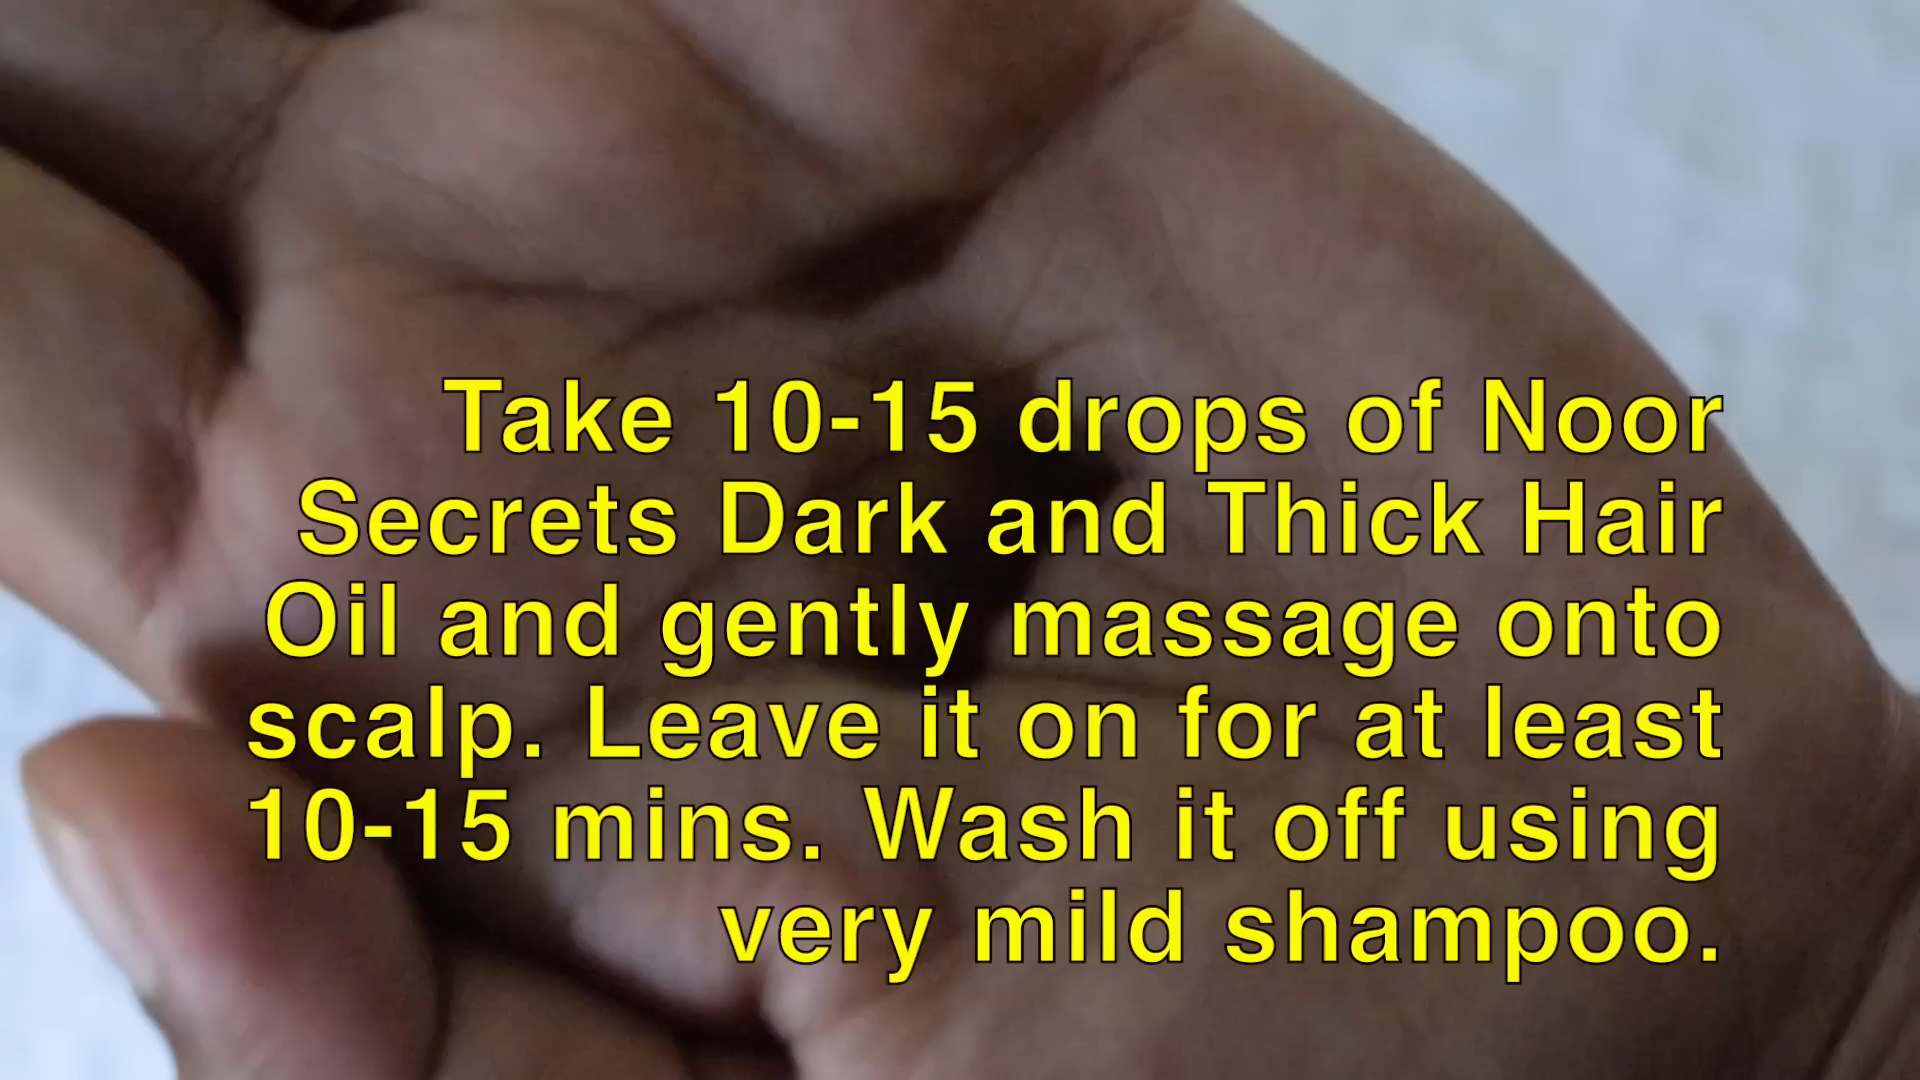 Take 10-15 drops of Noor
Secrets Dark and Thick Hair
Oil and gently massage onto
scalp. Leave it on for at least
10-15 mins. Wash it off using
very mild shampoo.